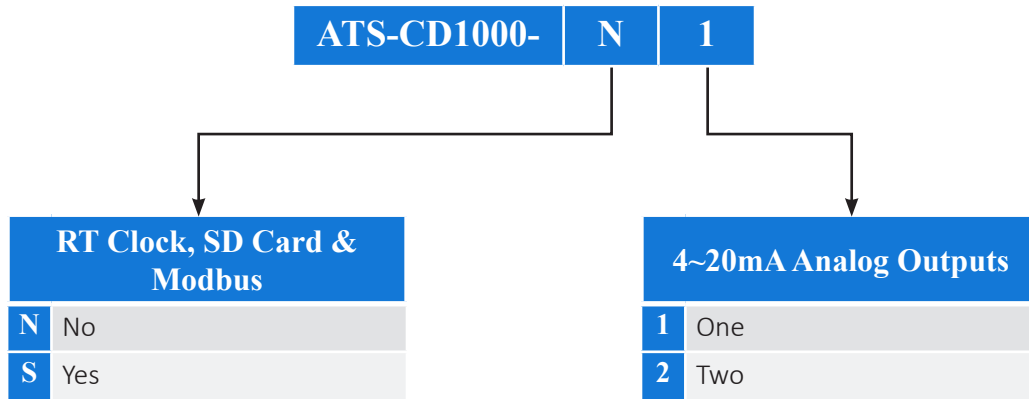 ATS-CD1000- N 1
RT Clock, SD Card &
Modbus
N No
S Yes
4~20mA Analog Outputs
1 One
2 Two